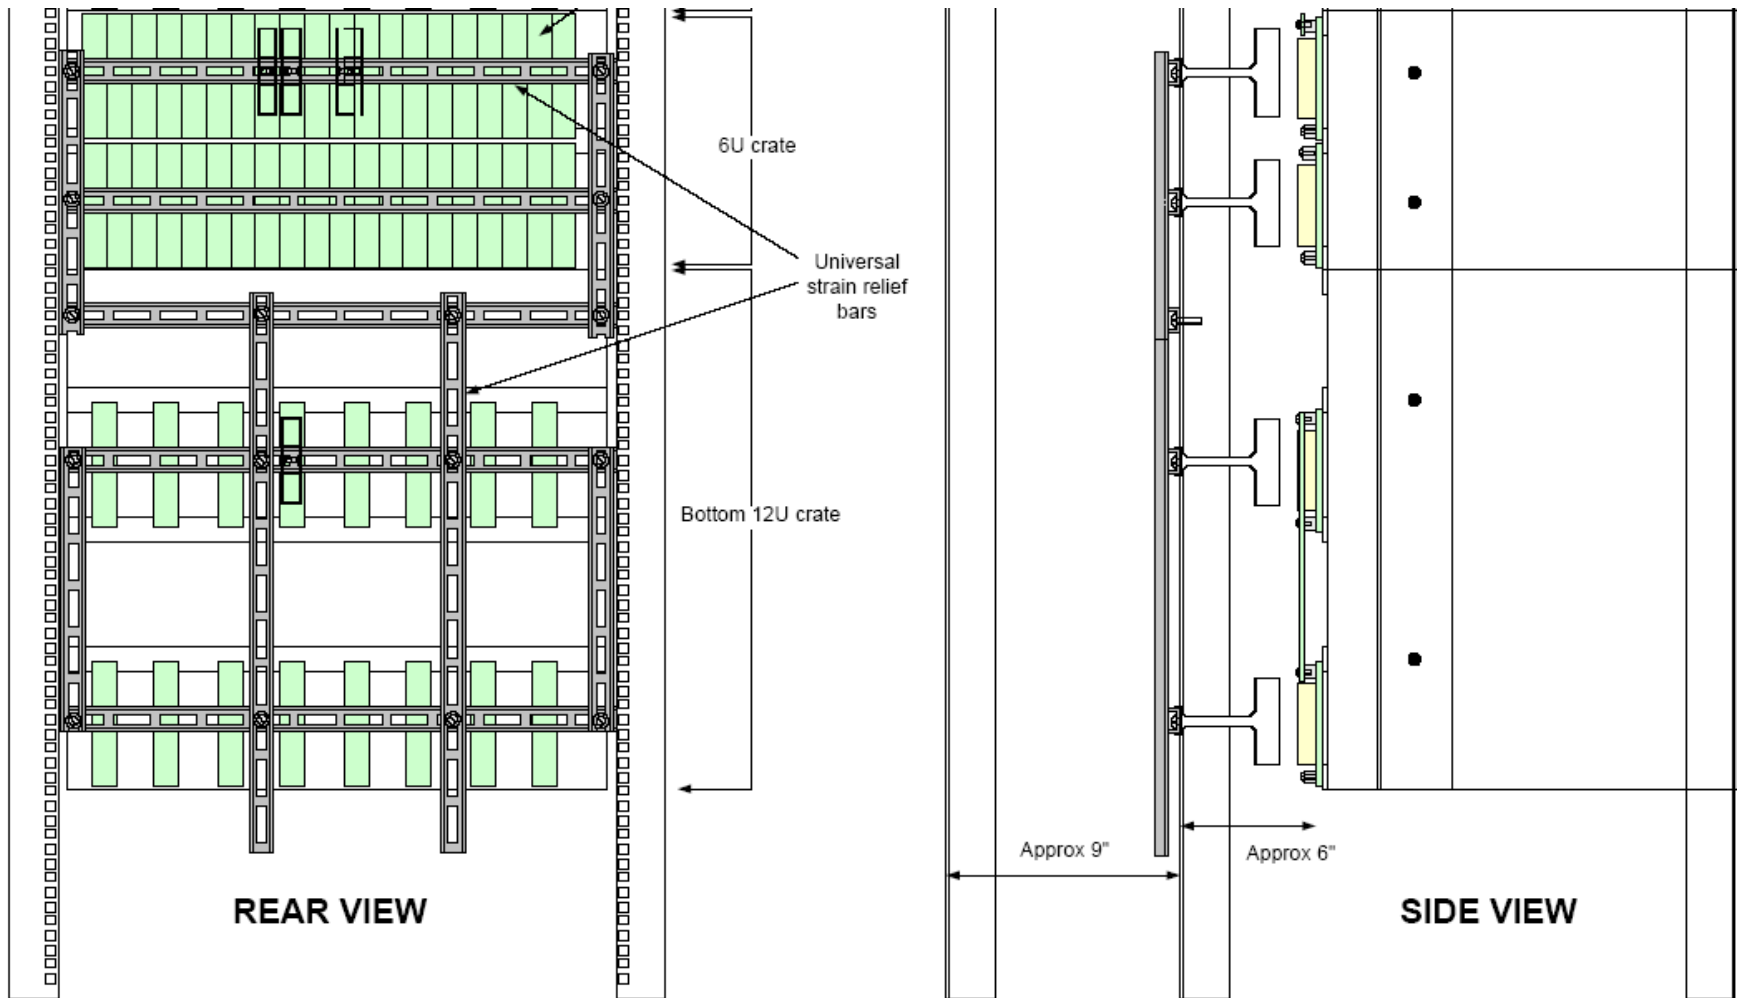 6U crate
Universal
strain relief
bars
Bottom 12U crate
Approx 9"
Approx 6"
REAR VIEW
SIDE VIEW